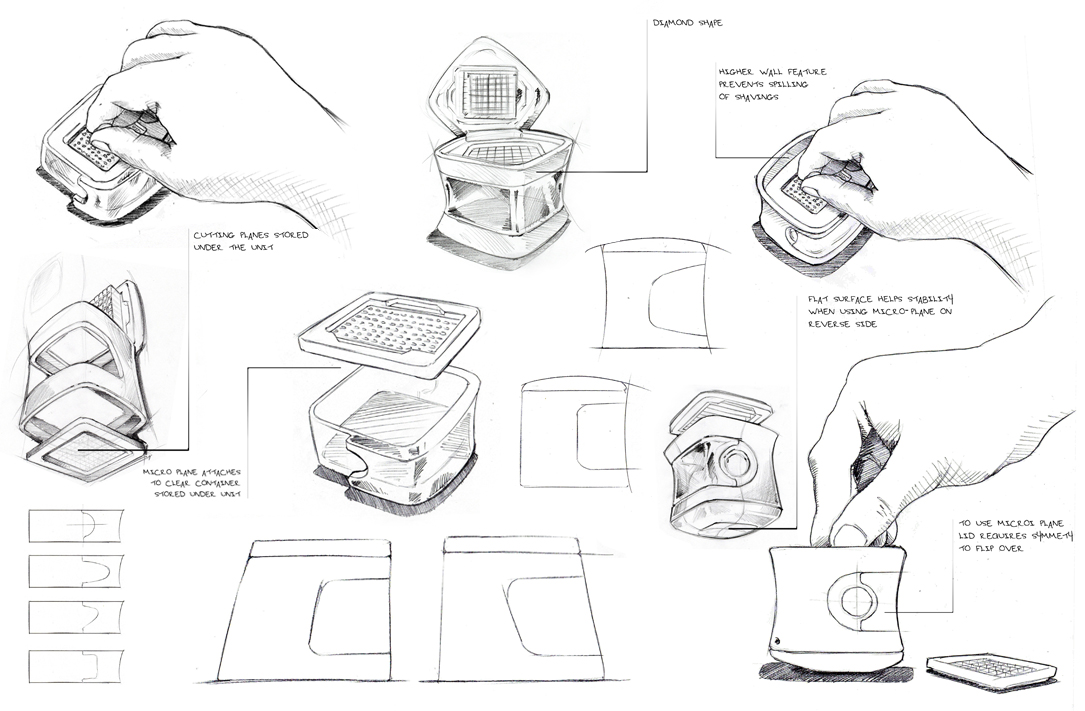 DIAMOND SHAPE
HIGHER WALL FEATURE
PREVENTS SPILLING
OF SHAVINGS
CUTTING PLANES STORED
UNDER THE UNIT
FLAT SURFACE HELPS STABILITY
WHEN USING MICRO-PLANE ON
REVERSE SIDE
MICRO PLANE ATTACHES
TO CLEAR CONTAINER
STORED UNDER UNIT
TO USE MICROI PLANE
LID REQUIRES SYMMETY
TO FLIP OVER